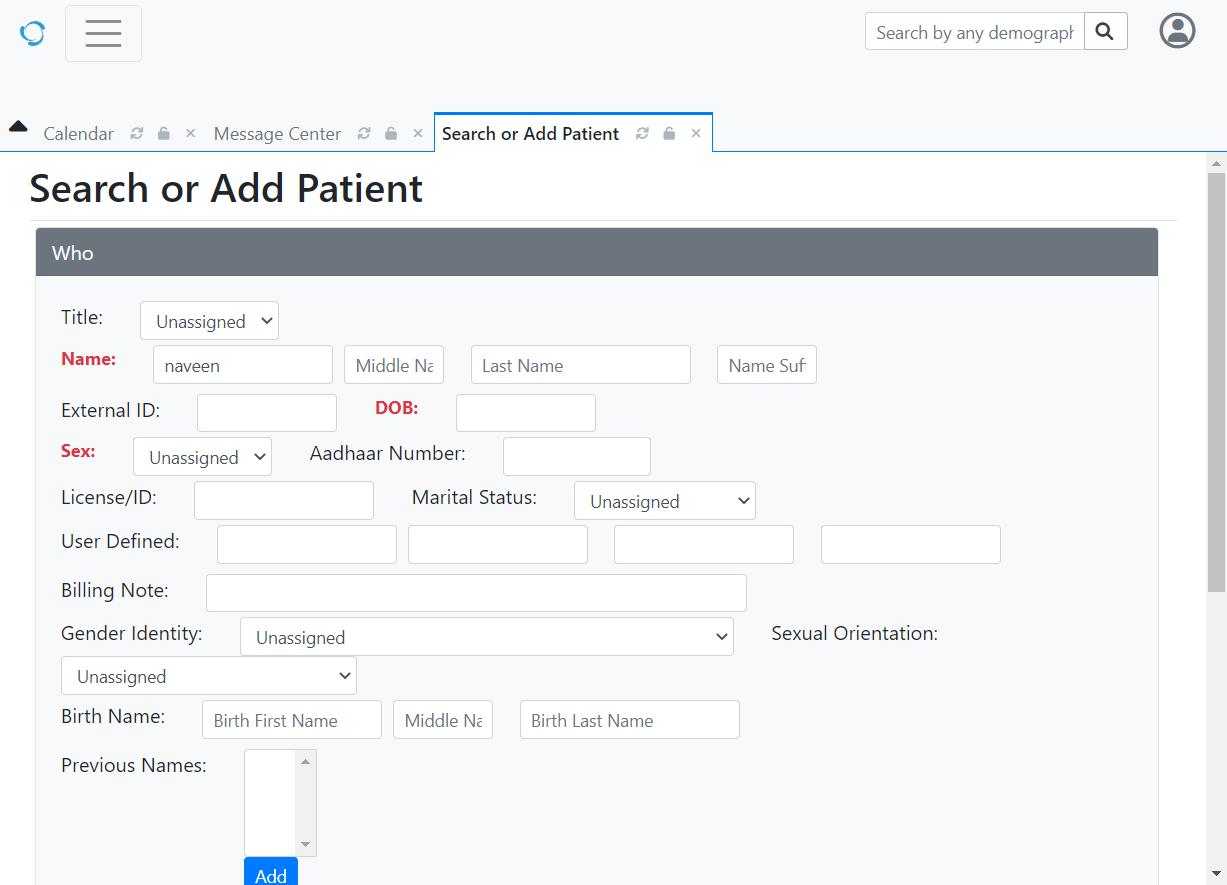 Search by any demograph
Calendar Message Center Search or Add Patient
Search or Add Patient
Who
Title: Unassigned
Name: naveen Middle Na Last Name Name Suf
External ID: DOB:
Sex: Unassigned Aadhaar Number:
License/ID: Marital Status: Unassigned
User Defined:
Billing Note:
Gender Identity: Unassigned Sexual Orientation:
Unassigned
Birth Name: Birth First Name Middle Na Birth Last Name
Previous Names:
Add